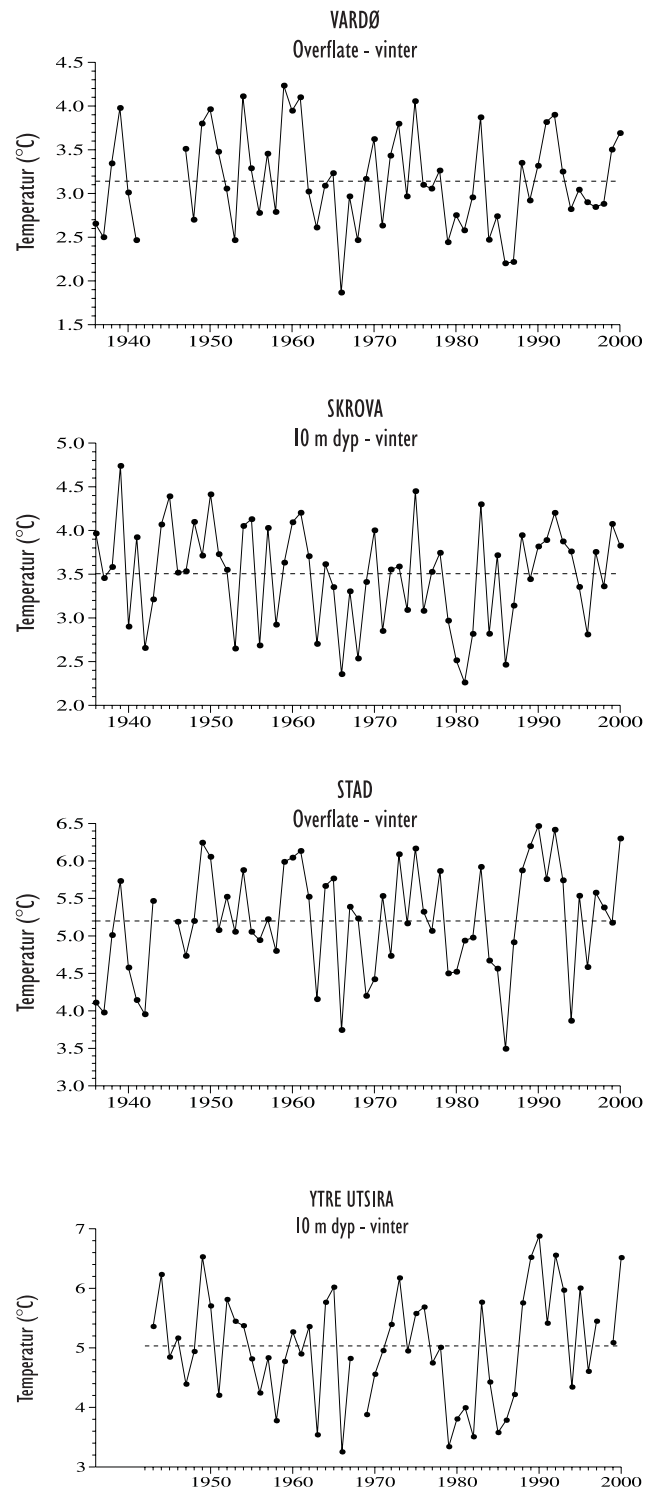 VARDØ
Overflate - vinter
Temperatur (°C)
4.5
4.0
3.5
3.0
2.5
2.0
1.5
1940 1950 1960 1970 1980 1990 2000
SKROVA
10 m dyp - vinter
Temperatur (°C)
5.0
4.5
4.0
3.5
3.0
2.5
2.0
1940 1950 1960 1970 1980 1990 2000
STAD
Overflate - vinter
Temperatur (°C)
6.5
6.0
5.5
5.0
4.5
4.0
3.5
3.0
1940 1950 1960 1970 1980 1990 2000
YTRE UTSIRA
10 m dyp - vinter
Temperatur (°C)
7
6
5
4
3
1950 1960 1970 1980 1990 2000